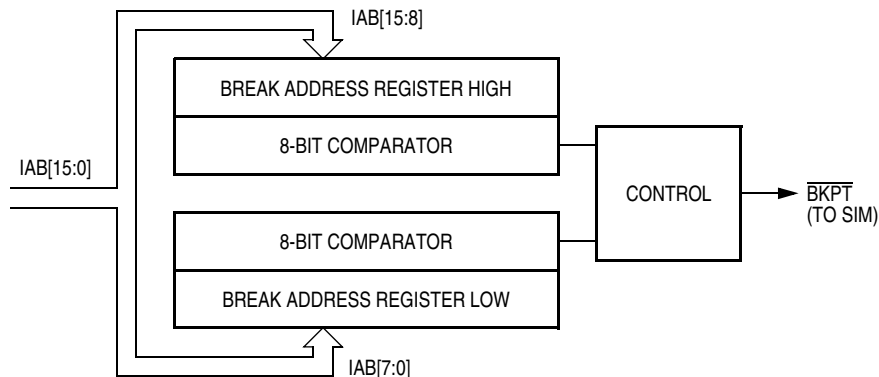 IAB[15:8]
BREAK ADDRESS REGISTER HIGH
8-BIT COMPARATOR
IAB[15:0]
CONTROL
BKPT
(TO SIM)
8-BIT COMPARATOR
BREAK ADDRESS REGISTER LOW
IAB[7:0]